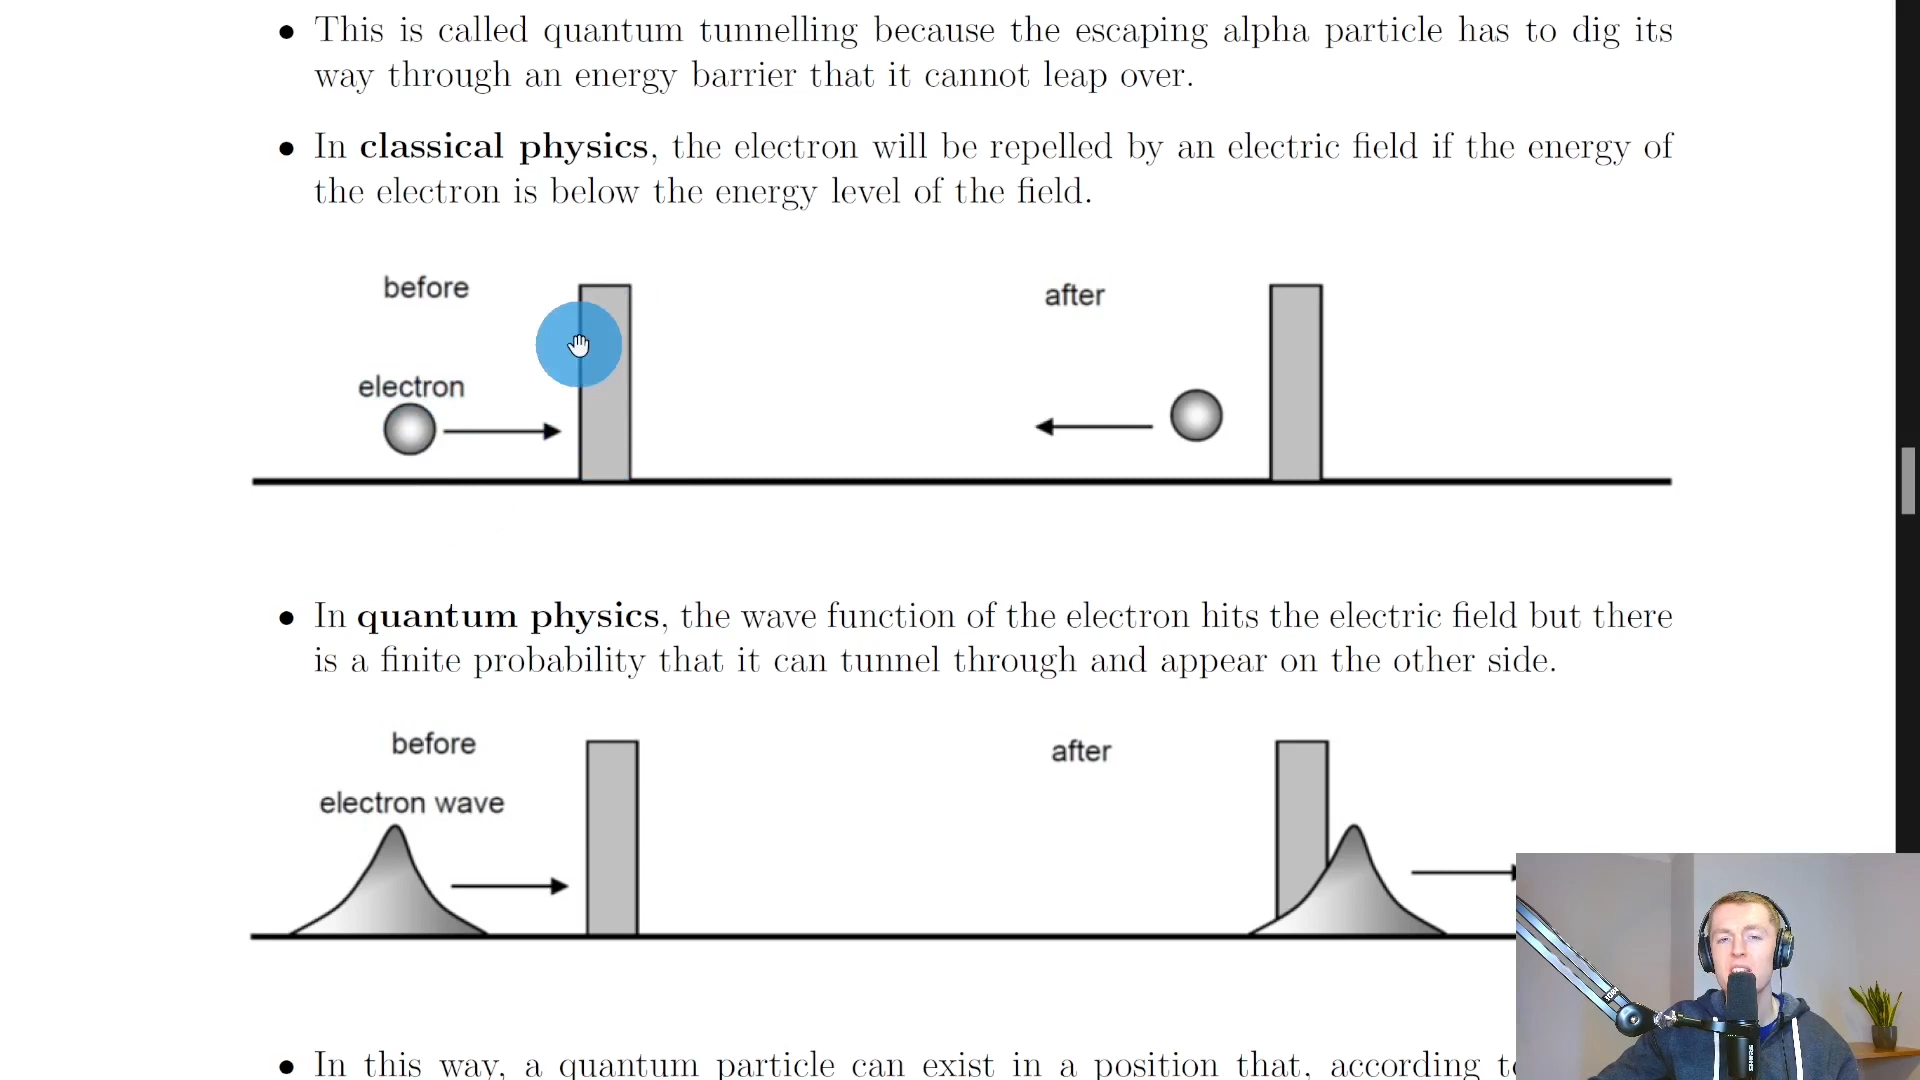 • This is called quantum tunnelling because the escaping alpha particle has to dig its
way through an energy barrier that it cannot leap over.
• In classical physics, the electron will be repelled by an electric field if the energy of
the electron is below the energy level of the field.
before
after
electron
• In quantum physics, the wave function of the electron hits the electric field but there
is a finite probability that it can tunnel through and appear on the other side.
before
after
electron wave
• In this way, a quantum particle can exist in a position that, according